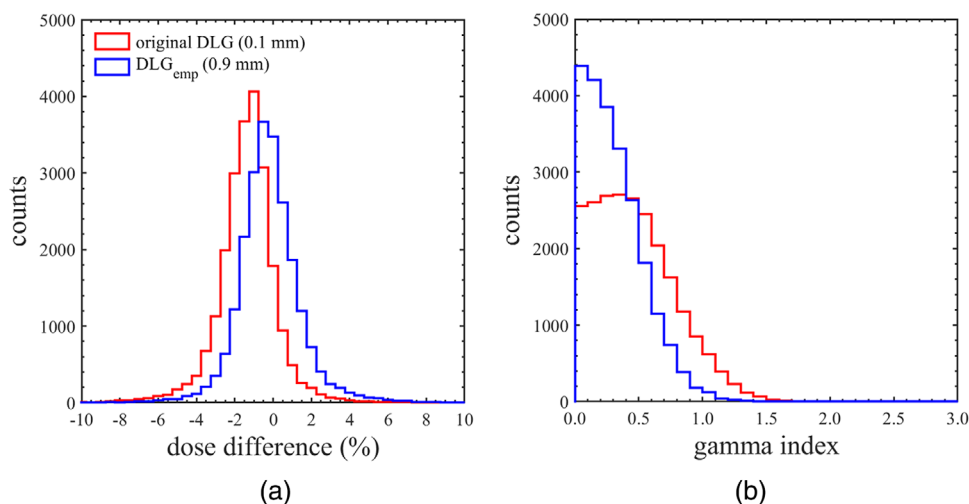 5000
4000
3000
2000
1000
0
counts
original DLG (0.1 mm)
DLGemp (0.9 mm)
-10 -8 -6 -4 -2 0 2 4 6 8 10
dose difference (%)
(a)
5000
4000
3000
2000
1000
0
counts
0.0 0.5 1.0 1.5 2.0 2.5 3.0
gamma index
(b)